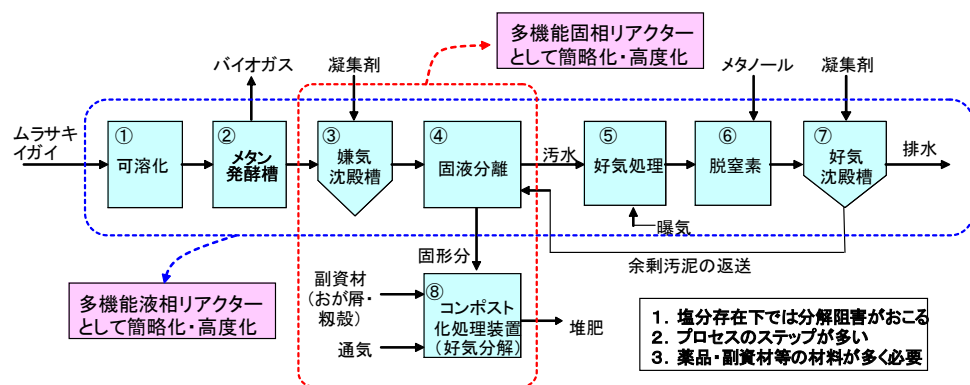 多機能固相リアクター
として簡略化・高度化
バイオガス
凝集剤
メタノール
凝集剤
ムラサキ
イガイ
①
可溶化
②
メタン
発酵槽
③
嫌気
沈殿槽
④
固液分離
汚水
⑤
好気処理
⑥
脱窒素
⑦
好気
沈殿槽
排水
曝気
固形分
余剰汚泥の返送
多機能液相リアクター
として簡略化・高度化
副資材
(おが屑・
籾殻)
通気
⑧
コンポスト
化処理装置
(好気分解)
堆肥
1．塩分存在下では分解阻害がおこる
2．プロセスのステップが多い
3．薬品・副資材等の材料が多く必要